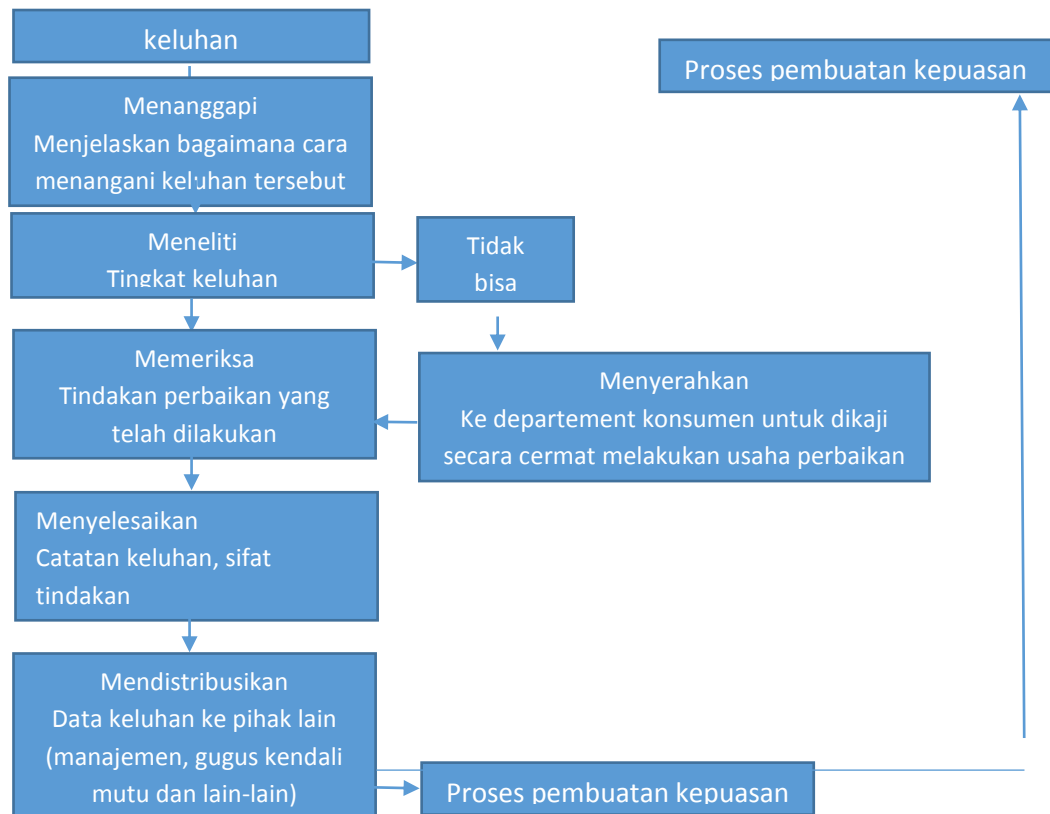 keluhan
Proses pembuatan kepuasan
Menanggapi
Menjelaskan bagaimana cara
menangani keluhan tersebut
Meneliti
Tingkat keluhan
Tidak
bisa
Memeriksa
Tindakan perbaikan yang
telah dilakukan
Menyerahkan
Ke departement konsumen untuk dikaji
secara cermat melakukan usaha perbaikan
Menyelesaikan
Catatan keluhan, sifat
tindakan
Mendistribusikan
Data keluhan ke pihak lain
(manajemen, gugus kendali
mutu dan lain-lain)
Proses pembuatan kepuasan